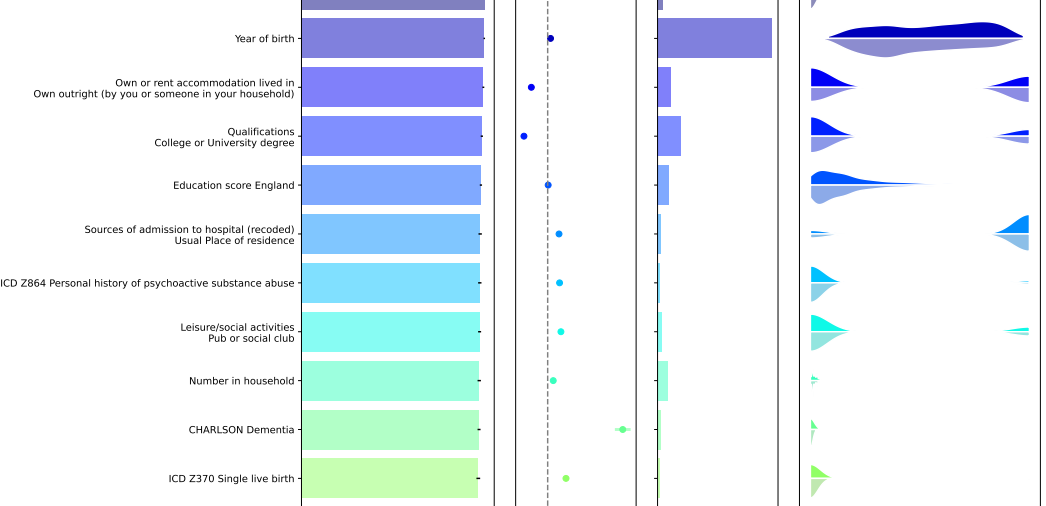 Year of birth
Own or rent accommodation lived in
Own outright (by you or someone in your household)
Qualifications
College or University degree
Education score England
Sources of admission to hospital (recoded)
Usual Place of residence
ICD Z864 Personal history of psychoactive substance abuse
Leisure/social activities
Pub or social club
Number in household
CHARLSON Dementia
ICD Z370 Single live birth